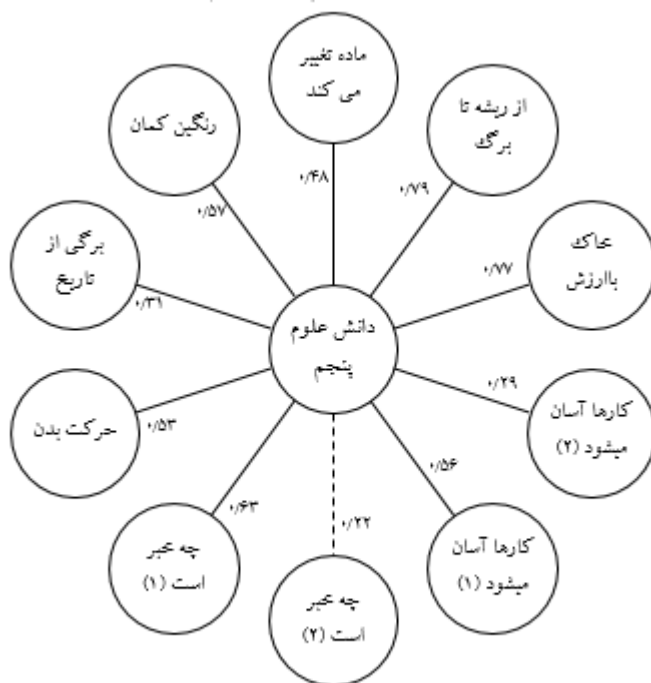 ماده تغییر
می کند
رنگین کمان
از ریشه تا
برگ
۰/۴۸
۰/۵۷
۰/۷۹
برگی از
تاریخ
خاک
باارزش
۰/۳۱
۰/۷۷
دانش علوم
پنجم
حرکت بدن
۰/۵۳
۰/۲۹
کارها آسان
میشود (۲)
۰/۶۳
۰/۲۲
۰/۵۶
چه خبر
است (۱)
چه خبر
است (۲)
کارها آسان
میشود (۱)